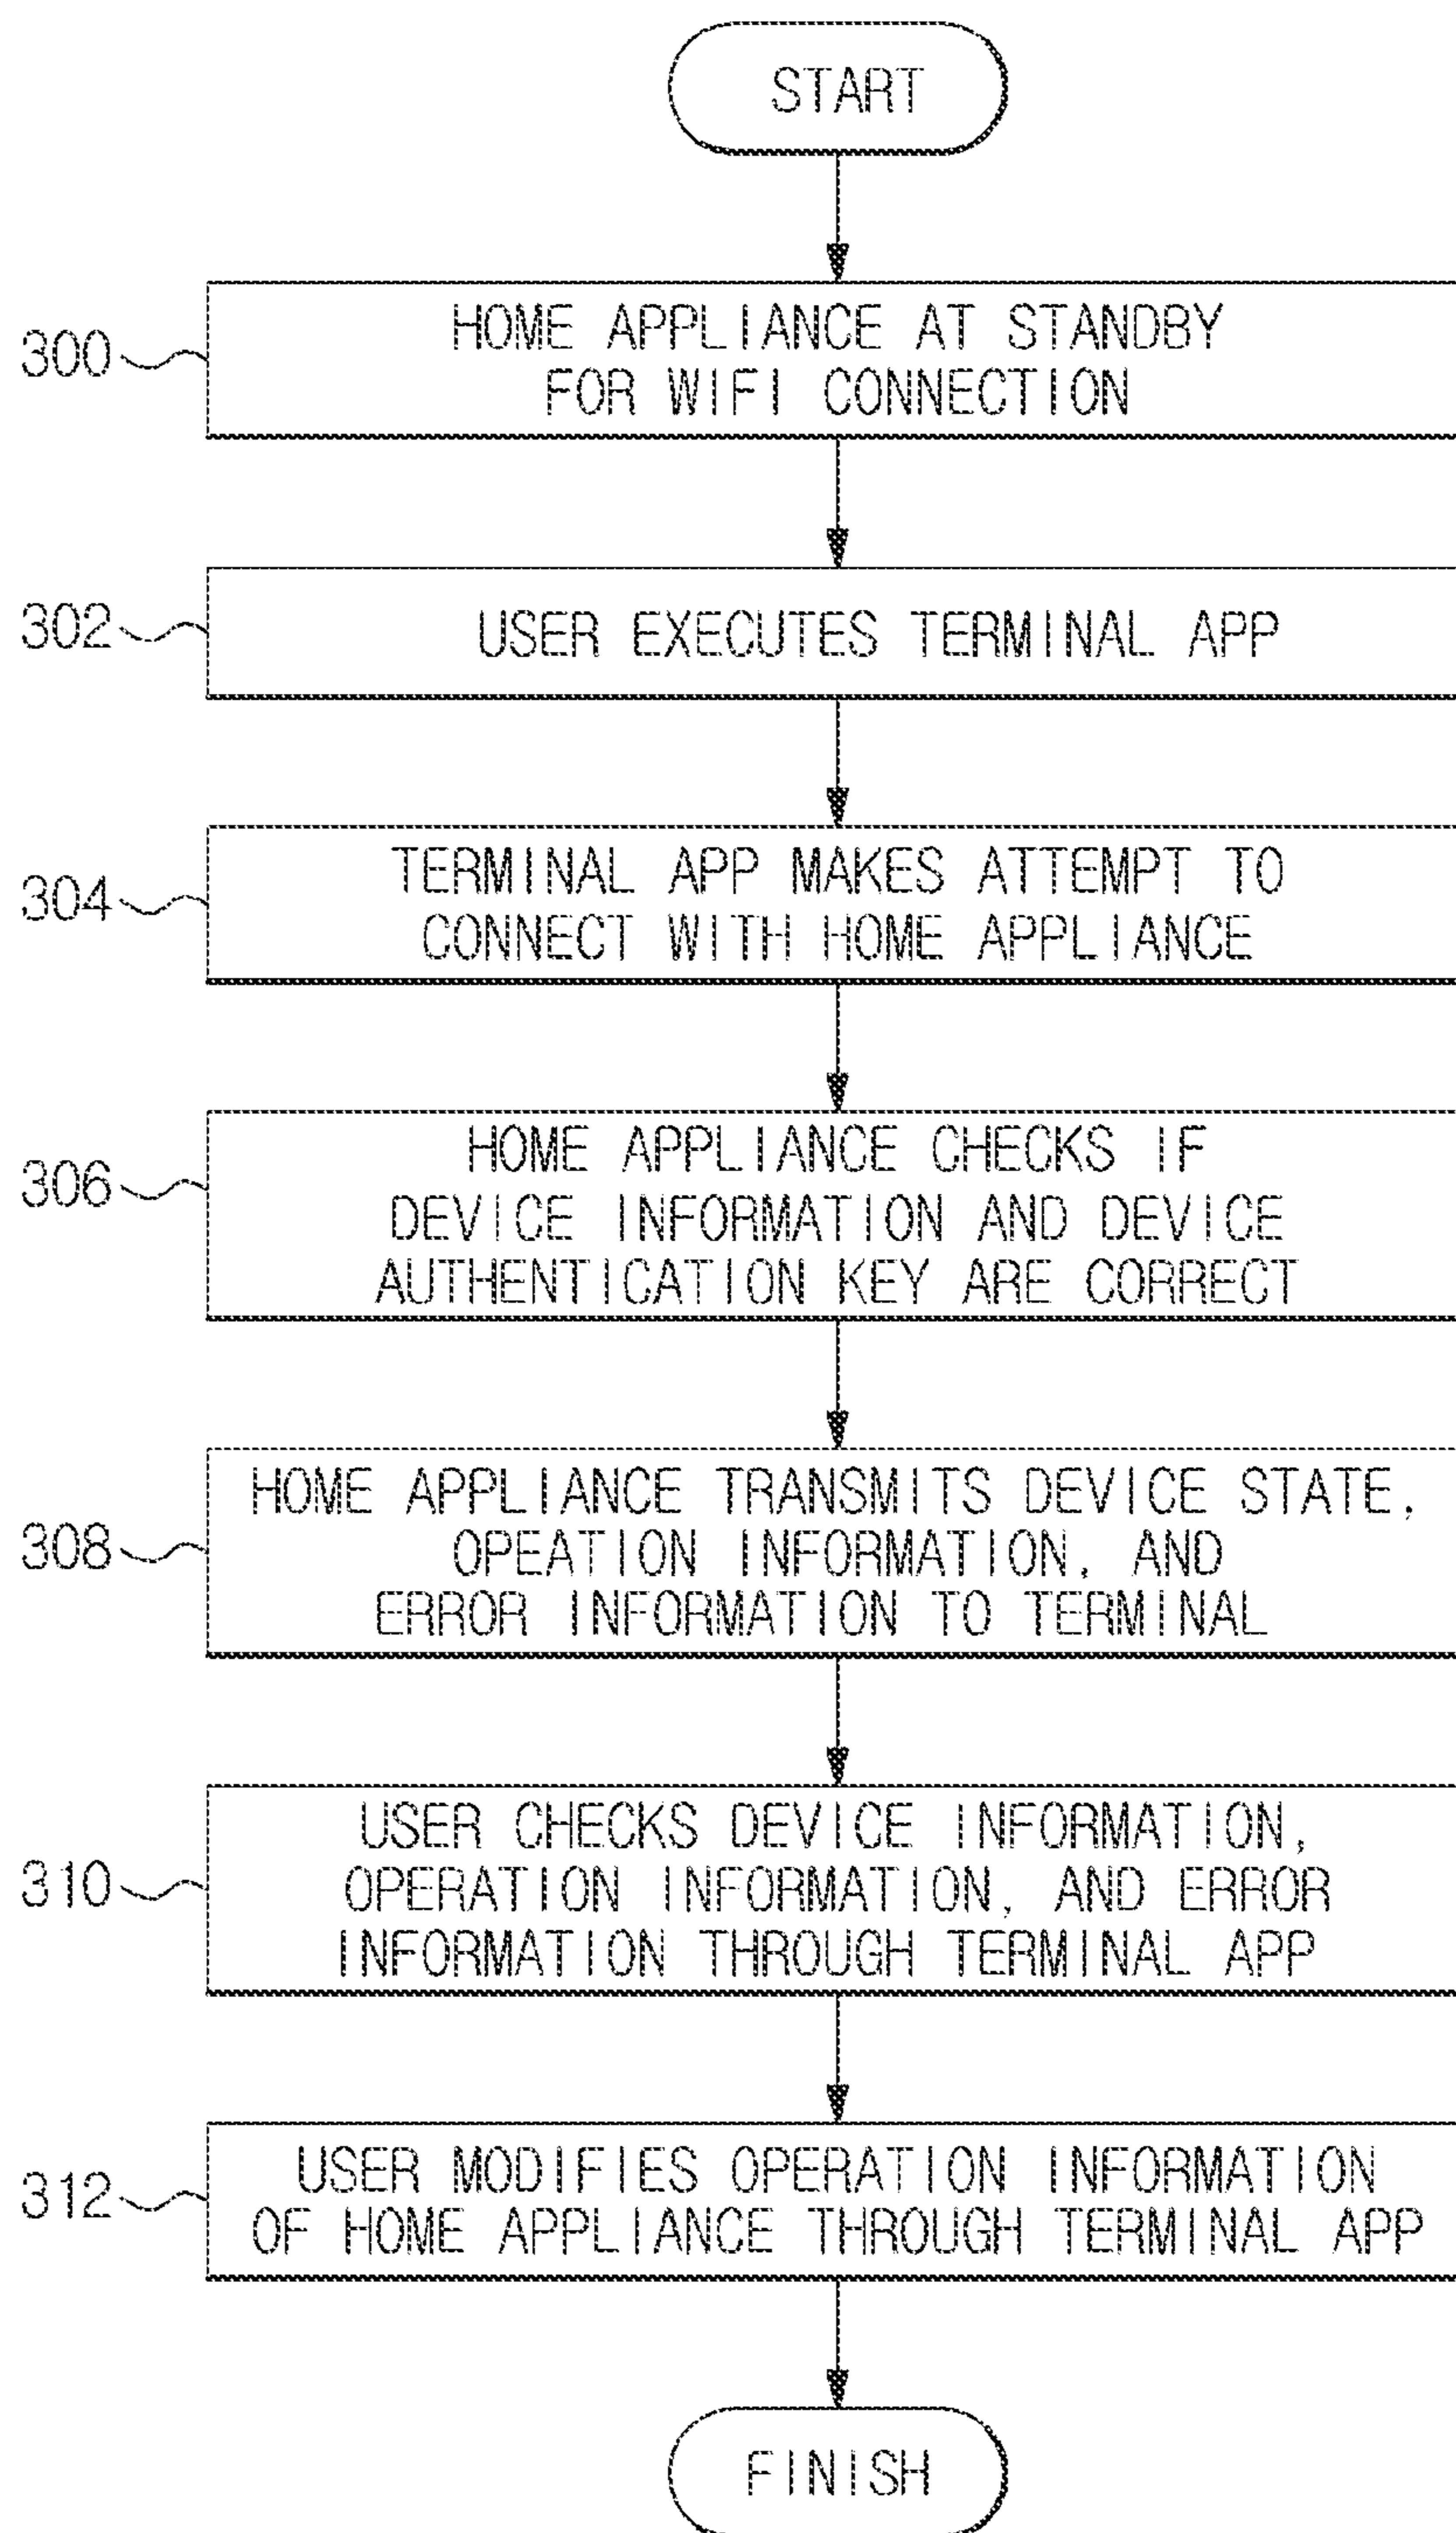 START
300
HOME APPLIANCE AT STANDBY
FOR WIFI CONNECTION
302
USER EXECUTES TERMINAL APP
304
TERMINAL APP MAKES ATTEMPT TO
CONNECT WITH HOME APPLIANCE
306
HOME APPLIANCE CHECKS IF
DEVICE INFORMATION AND DEVICE
AUTHENTICATION KEY ARE CORRECT
308
HOME APPLIANCE TRANSMITS DEVICE STATE,
OPEATION INFORMATION, AND
ERROR INFORMATION TO TERMINAL
310
USER CHECKS DEVICE INFORMATION,
OPERATION INFORMATION, AND ERROR
INFORMATION THROUGH TERMINAL APP
312
USER MODIFIES OPERATION INFORMATION
OF HOME APPLIANCE THROUGH TERMINAL APP
FINISH